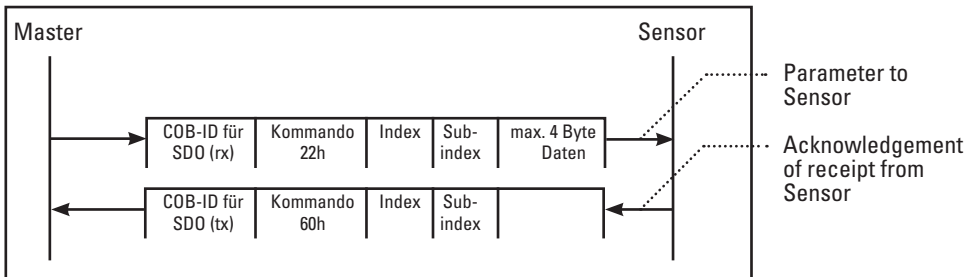 Master
Sensor
Parameter to
Sensor
COB-ID für
SDO (rx)
Kommando
22h
Index
Sub-
index
max. 4 Byte
Daten
Acknowledgement
of receipt from
Sensor
COB-ID für
SDO (tx)
Kommando
60h
Index
Sub-
index